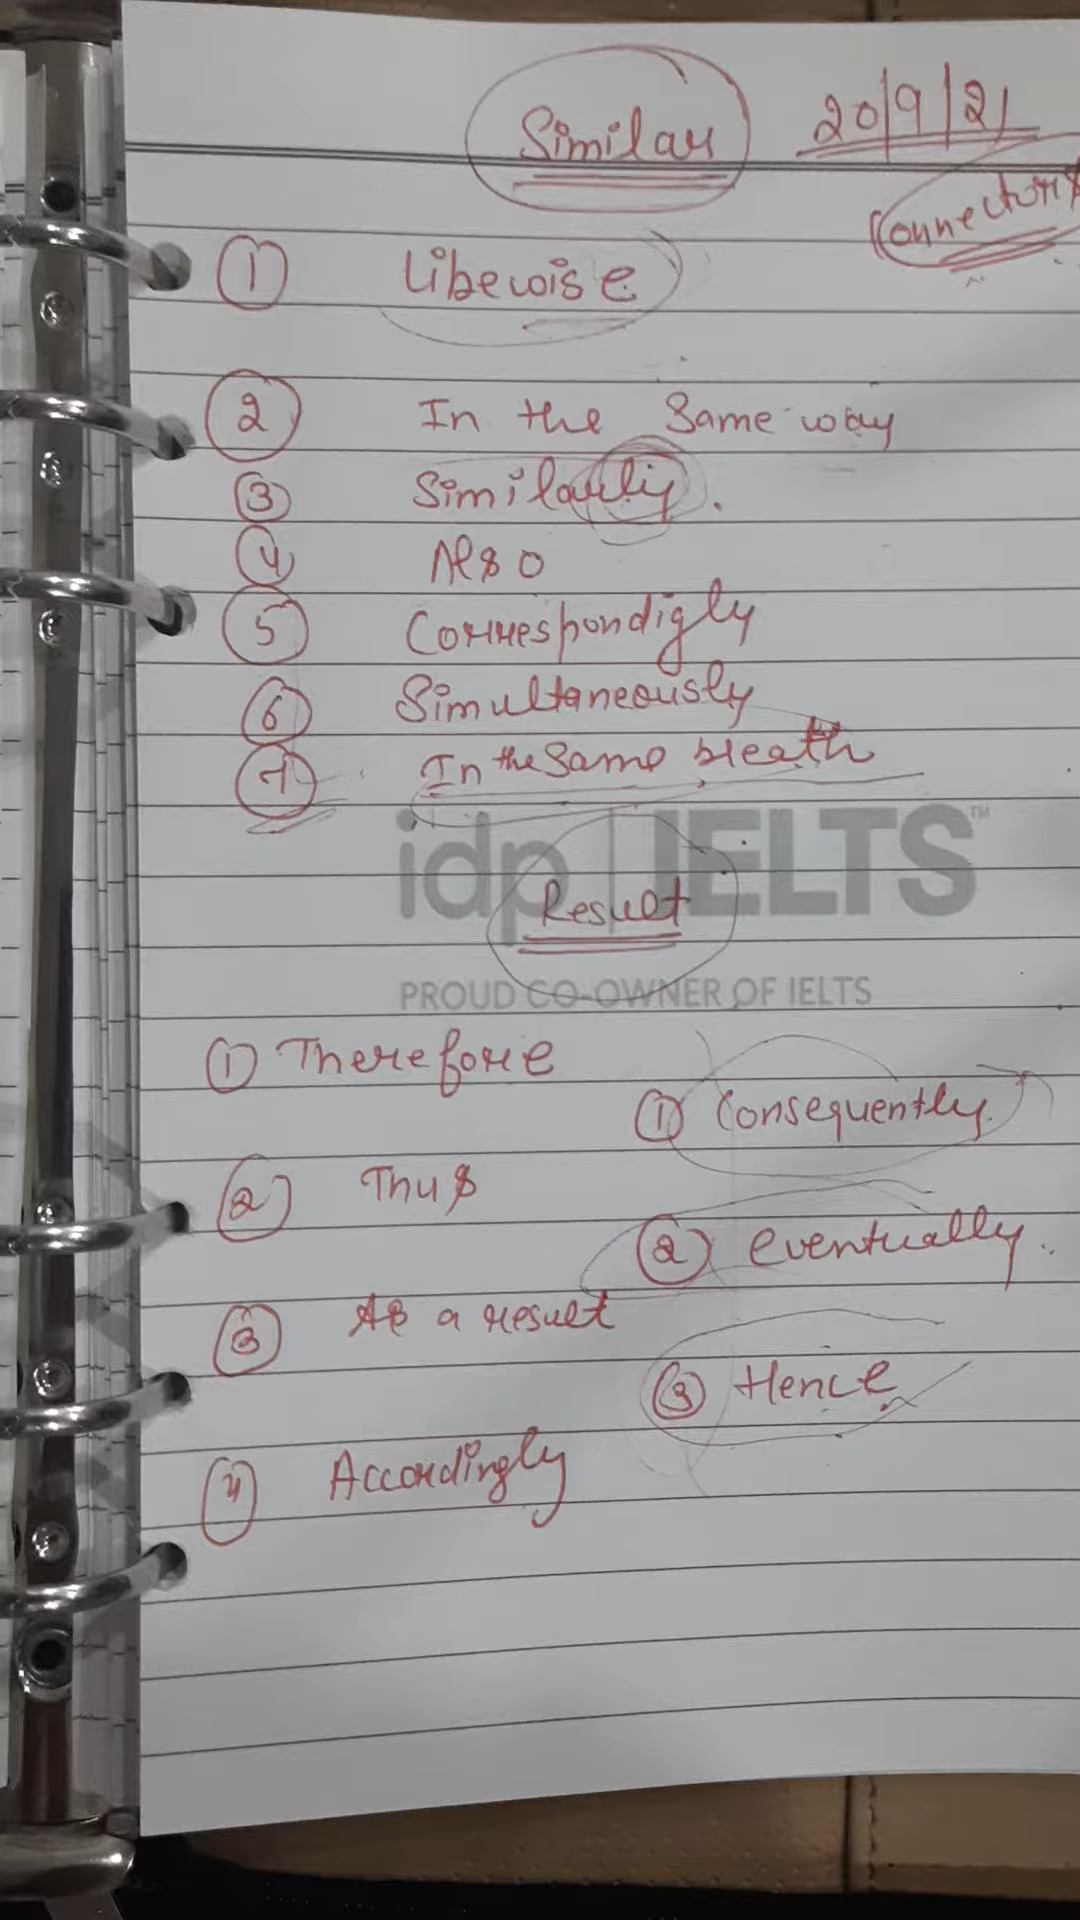 Similar 20/9/21
Connectors
① Likewise
② In the same way
③ Similarly.
④ Also
⑤ Correspondigly
⑥ Simultaneously
⑦ In the same breath
idp IELTS™
Result
PROUD CO-OWNER OF IELTS
① Therefore
① Consequently.
② Thus
② eventually.
③ As a result
③ Hence
④ Accordingly